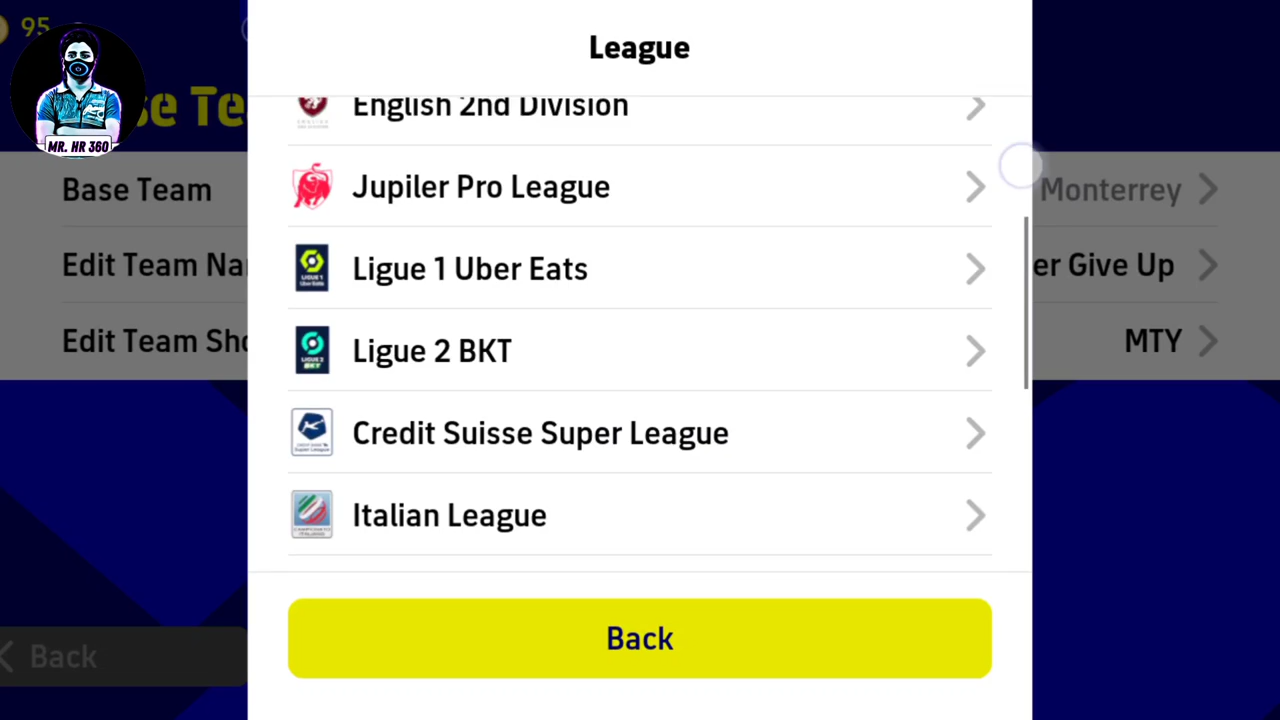 95
League
se Te
MR. HR 360
English 2nd Division
Base Team
Jupiler Pro League
Monterrey
Edit Team Na
Ligue 1 Uber Eats
er Give Up
Edit Team Sho
Ligue 2 BKT
MTY
Credit Suisse Super League
Italian League
Back
Back